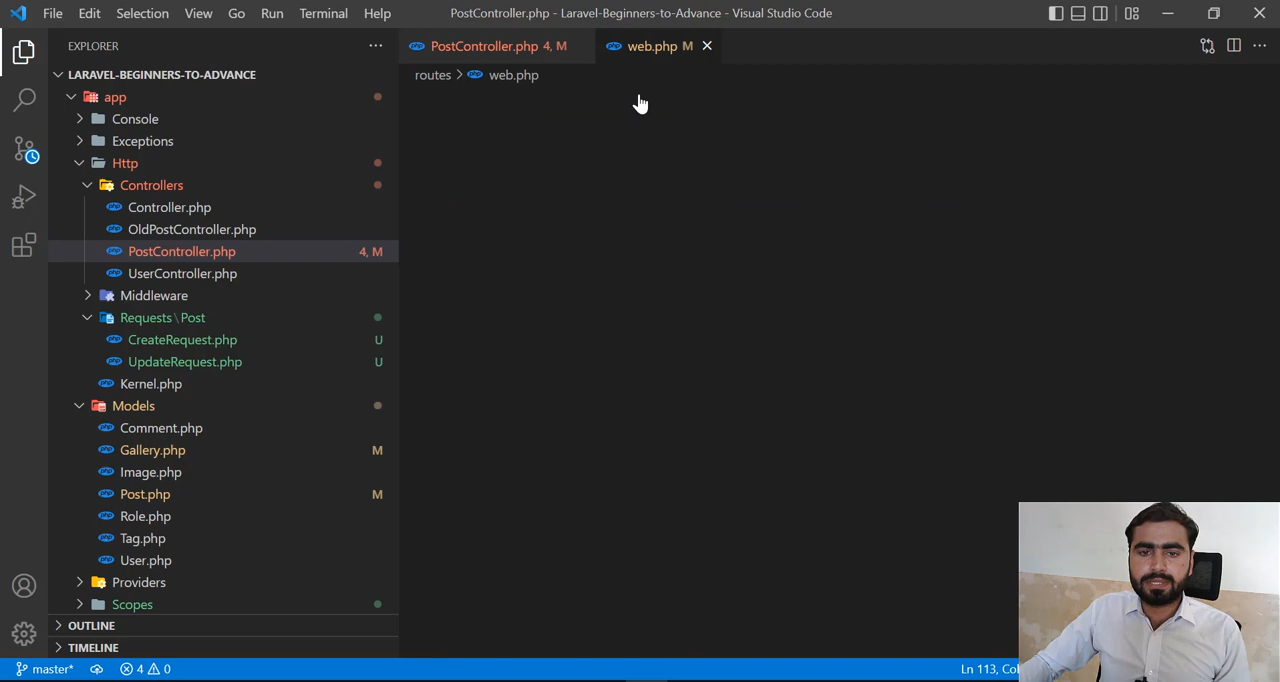 File Edit Selection View Go Run Terminal Help PostController.php - Laravel-Beginners-to-Advance - Visual Studio Code
EXPLORER
PostController.php 4, M
web.php M
LARAVEL-BEGINNERS-TO-ADVANCE
routes > web.php
app
Console
Exceptions
Http
Controllers
Controller.php
OldPostController.php
PostController.php 4, M
UserController.php
Middleware
Requests\Post
CreateRequest.php U
UpdateRequest.php U
Kernel.php
Models
Comment.php
Gallery.php M
Image.php
Post.php M
Role.php
Tag.php
User.php
Providers
Scopes
OUTLINE
TIMELINE
master* 4 0 Ln 113,